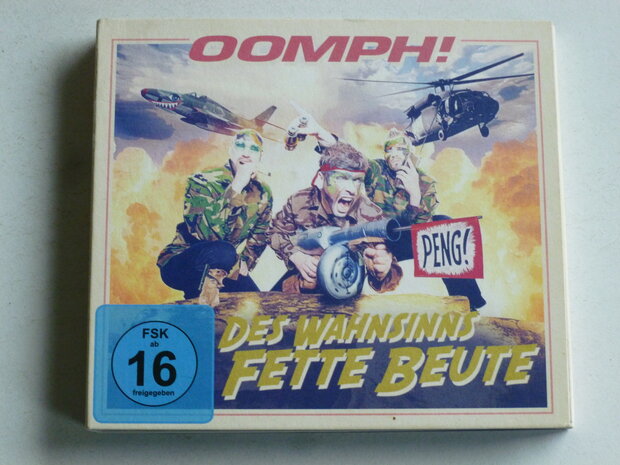 OOMPH!
PENG!
DES WAHNSINNS
FETTE BEUTE
FSK
ab
16
freigegeben